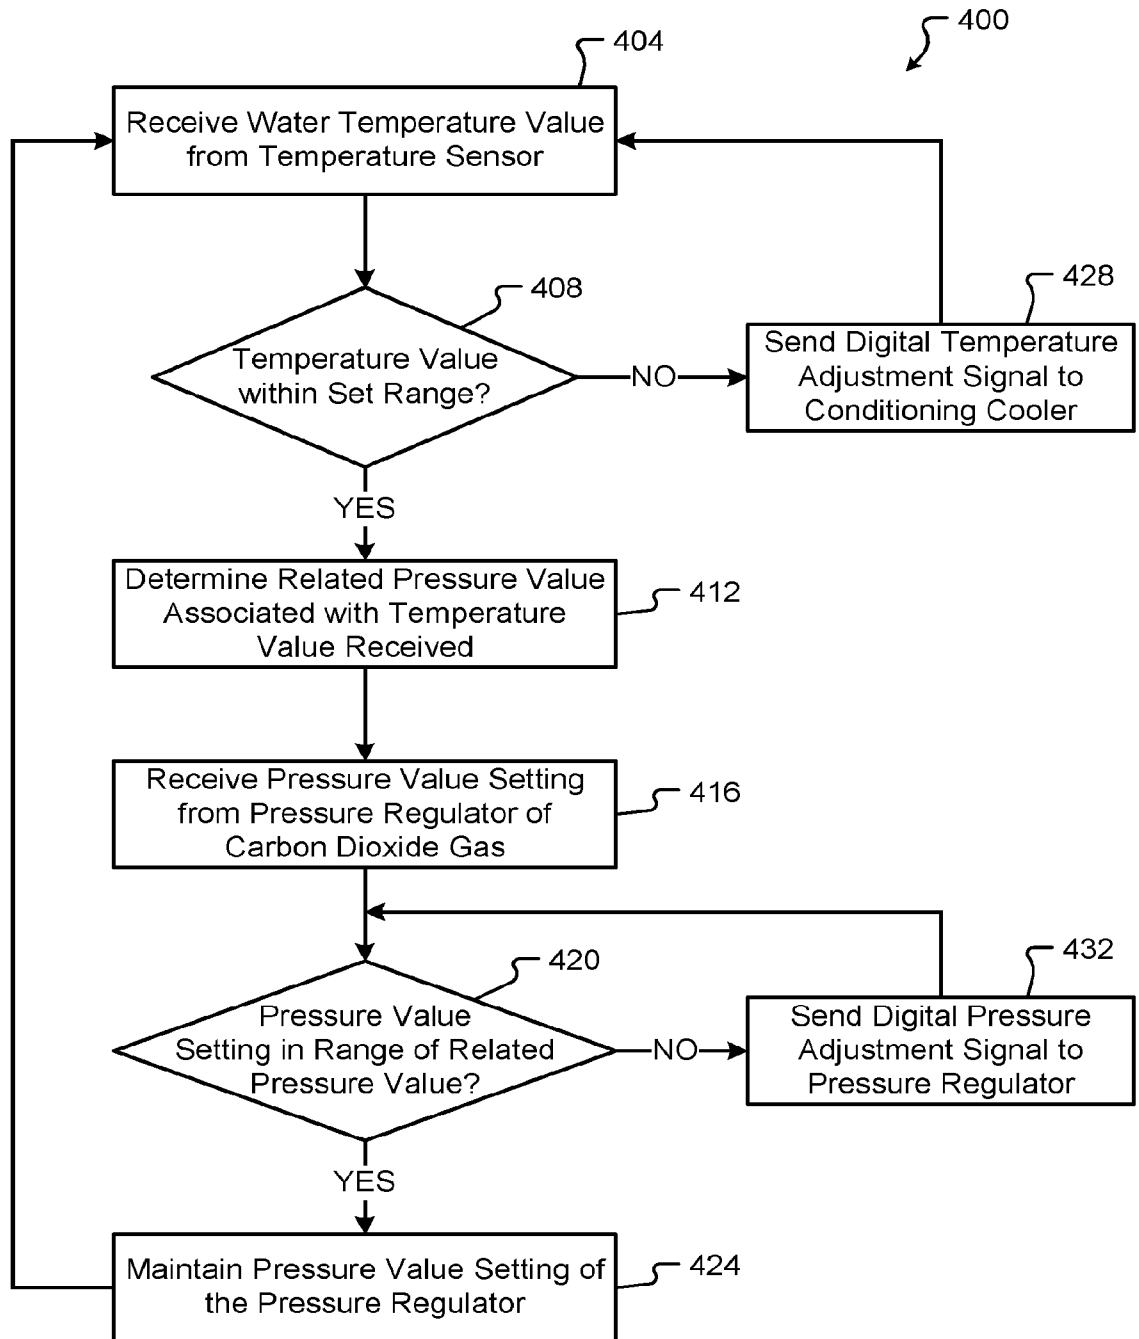 400
404
Receive Water Temperature Value
from Temperature Sensor
408
Temperature Value
within Set Range?
NO
428
Send Digital Temperature
Adjustment Signal to
Conditioning Cooler
YES
Determine Related Pressure Value
Associated with Temperature
Value Received
412
Receive Pressure Value Setting
from Pressure Regulator of
Carbon Dioxide Gas
416
420
Pressure Value
Setting in Range of Related
Pressure Value?
NO
432
Send Digital Pressure
Adjustment Signal to
Pressure Regulator
YES
Maintain Pressure Value Setting of
the Pressure Regulator
424